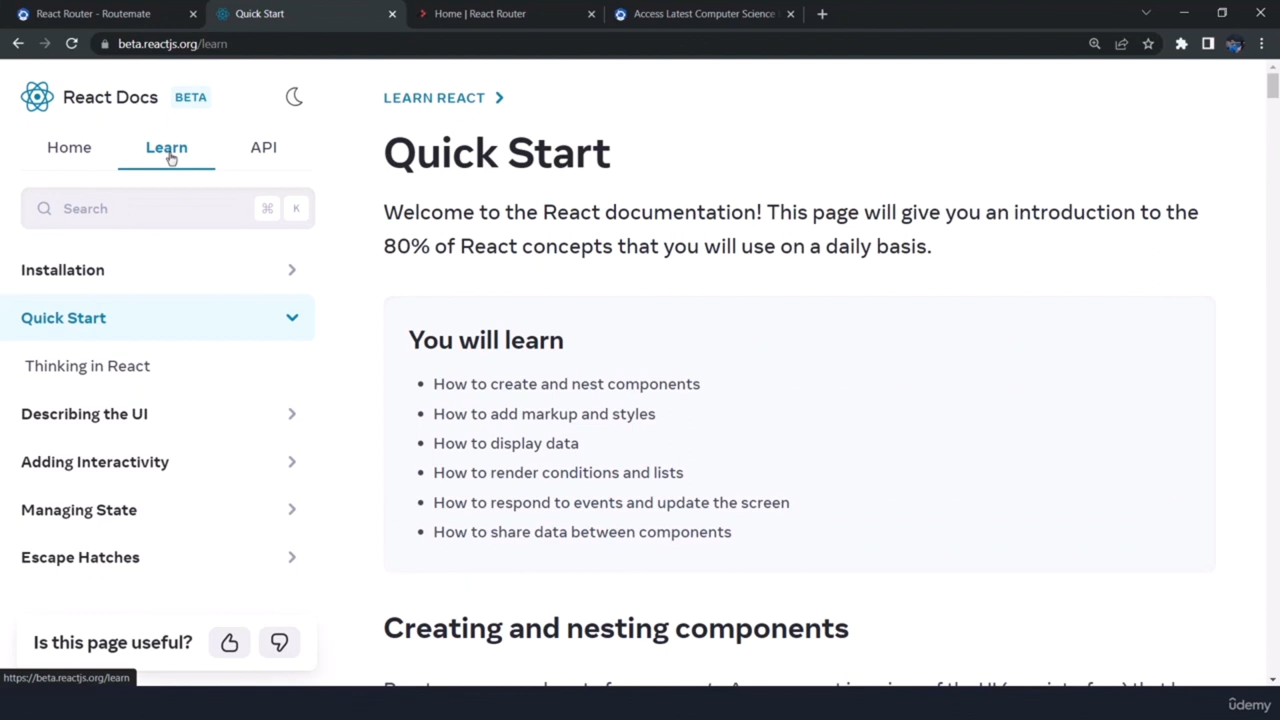 React Router - Routemate
Quick Start
Home | React Router
Access Latest Computer Science
beta.reactjs.org/learn
React Docs BETA
Home Learn API
Search ⌘ K
Installation
Quick Start
Thinking in React
Describing the UI
Adding Interactivity
Managing State
Escape Hatches
Is this page useful?
https://beta.reactjs.org/learn
LEARN REACT
Quick Start
Welcome to the React documentation! This page will give you an introduction to the
80% of React concepts that you will use on a daily basis.
You will learn
• How to create and nest components
• How to add markup and styles
• How to display data
• How to render conditions and lists
• How to respond to events and update the screen
• How to share data between components
Creating and nesting components
udemy